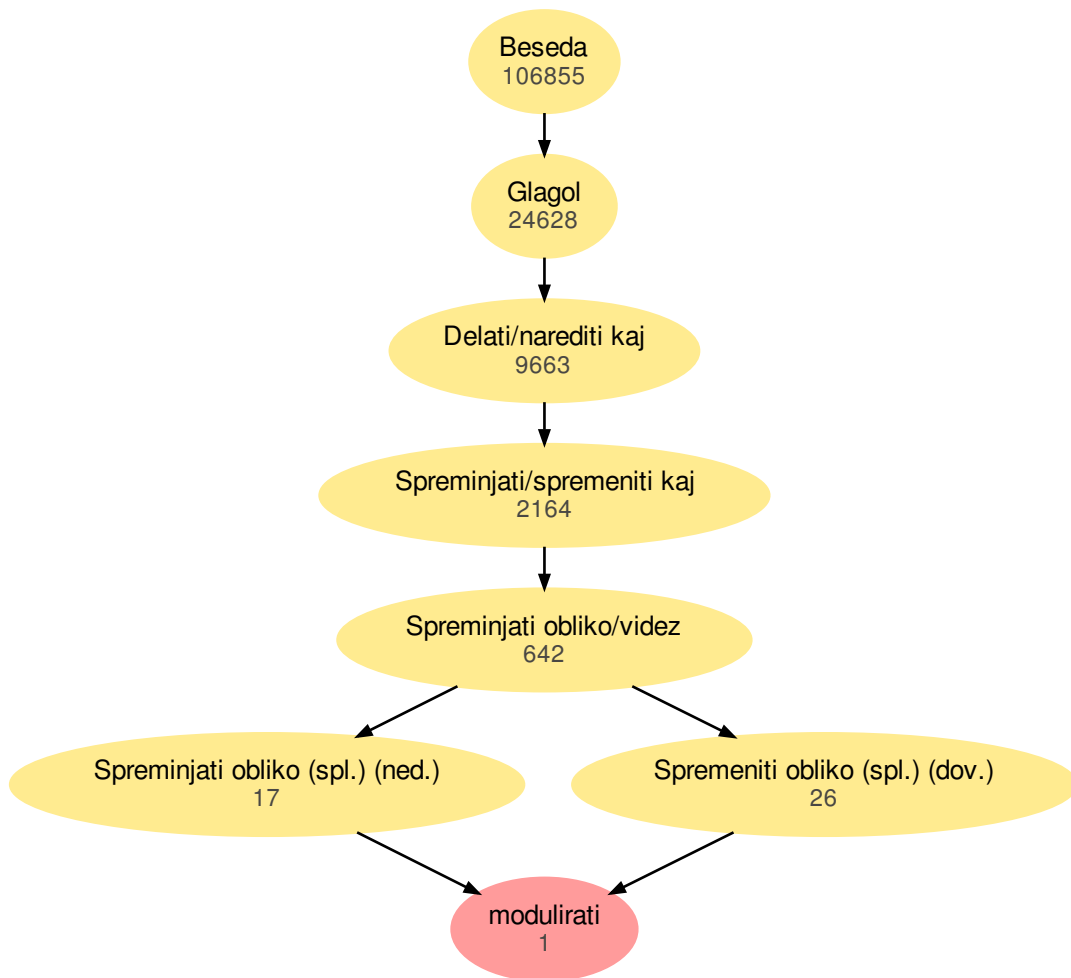 Beseda
106855
Glagol
24628
Delati/narediti kaj
9663
Spreminjati/spremeniti kaj
2164
Spreminjati obliko/videz
642
Spreminjati obliko (spl.) (ned.)
17
Spremeniti obliko (spl.) (dov.)
26
modulirati
1